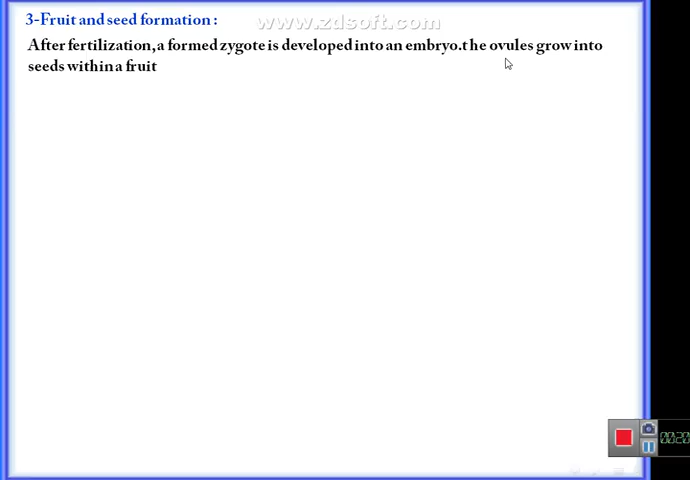 www.zdsoft.com
3-Fruit and seed formation :
After fertilization, a formed zygote is developed into an embryo.t he ovules grow into
seeds within a fruit